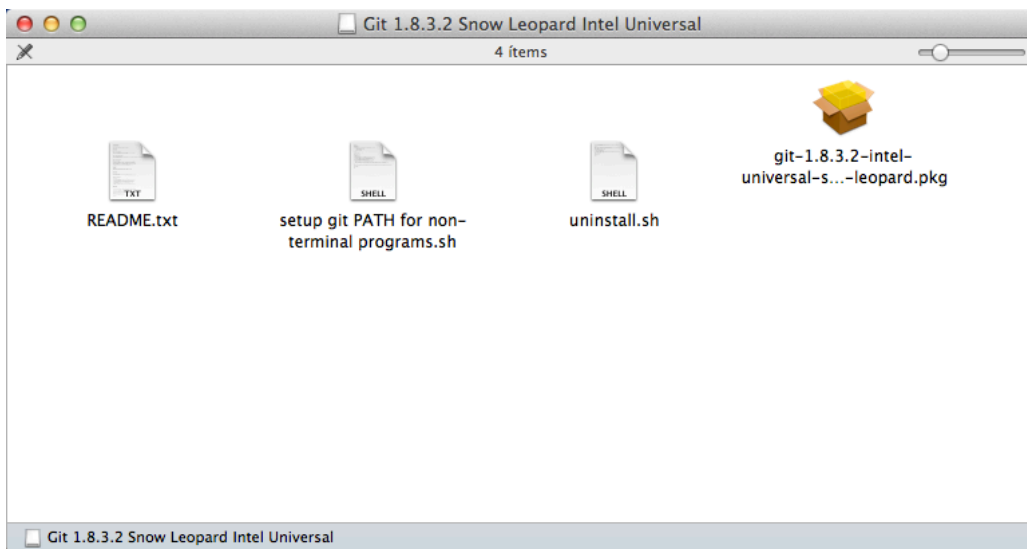 Git 1.8.3.2 Snow Leopard Intel Universal
4 ítems
git-1.8.3.2-intel-
universal-s...-leopard.pkg
TXT
SHELL
SHELL
README.txt
setup git PATH for non-
terminal programs.sh
uninstall.sh
Git 1.8.3.2 Snow Leopard Intel Universal